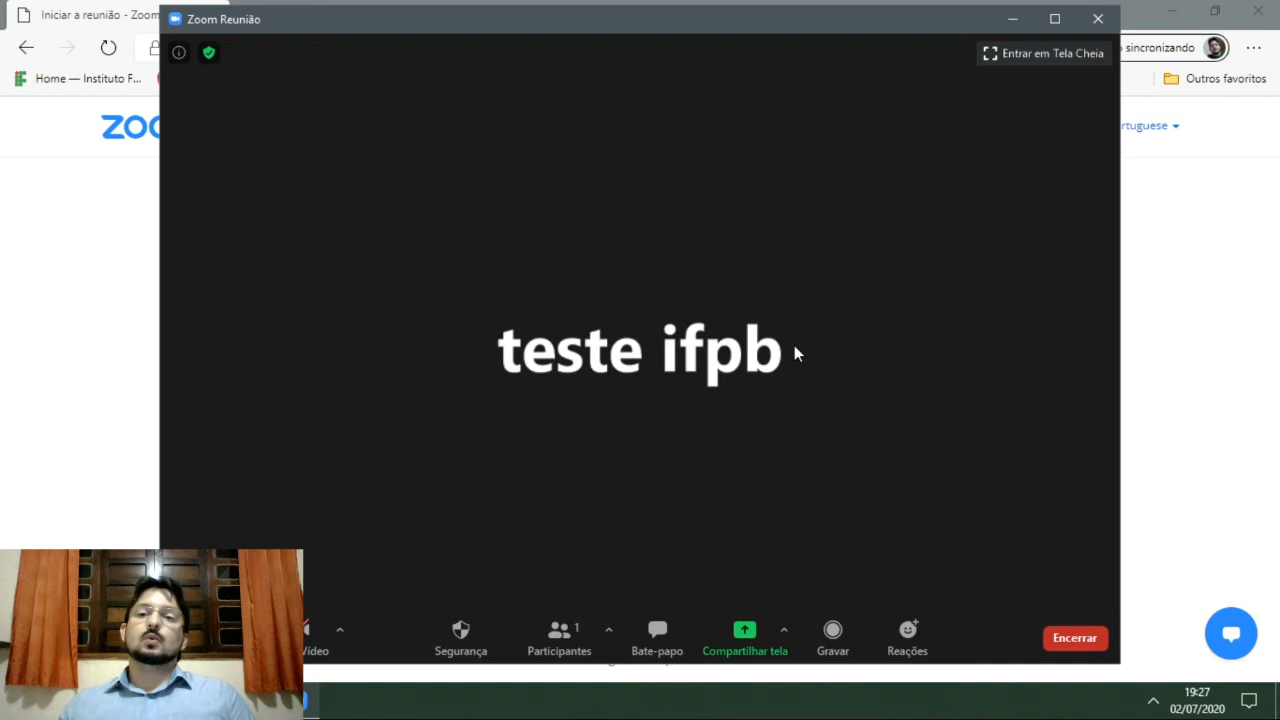 Iniciar a reunião - Zoom
Zoom Reunião
sincronizando
Home — Instituto F...
Outros favoritos
Entrar em Tela Cheia
ZOO
rtuguese
teste ifpb
Vídeo
Segurança
Participantes
1
Bate-papo
Compartilhar tela
Gravar
Reações
Encerrar
19:27
02/07/2020